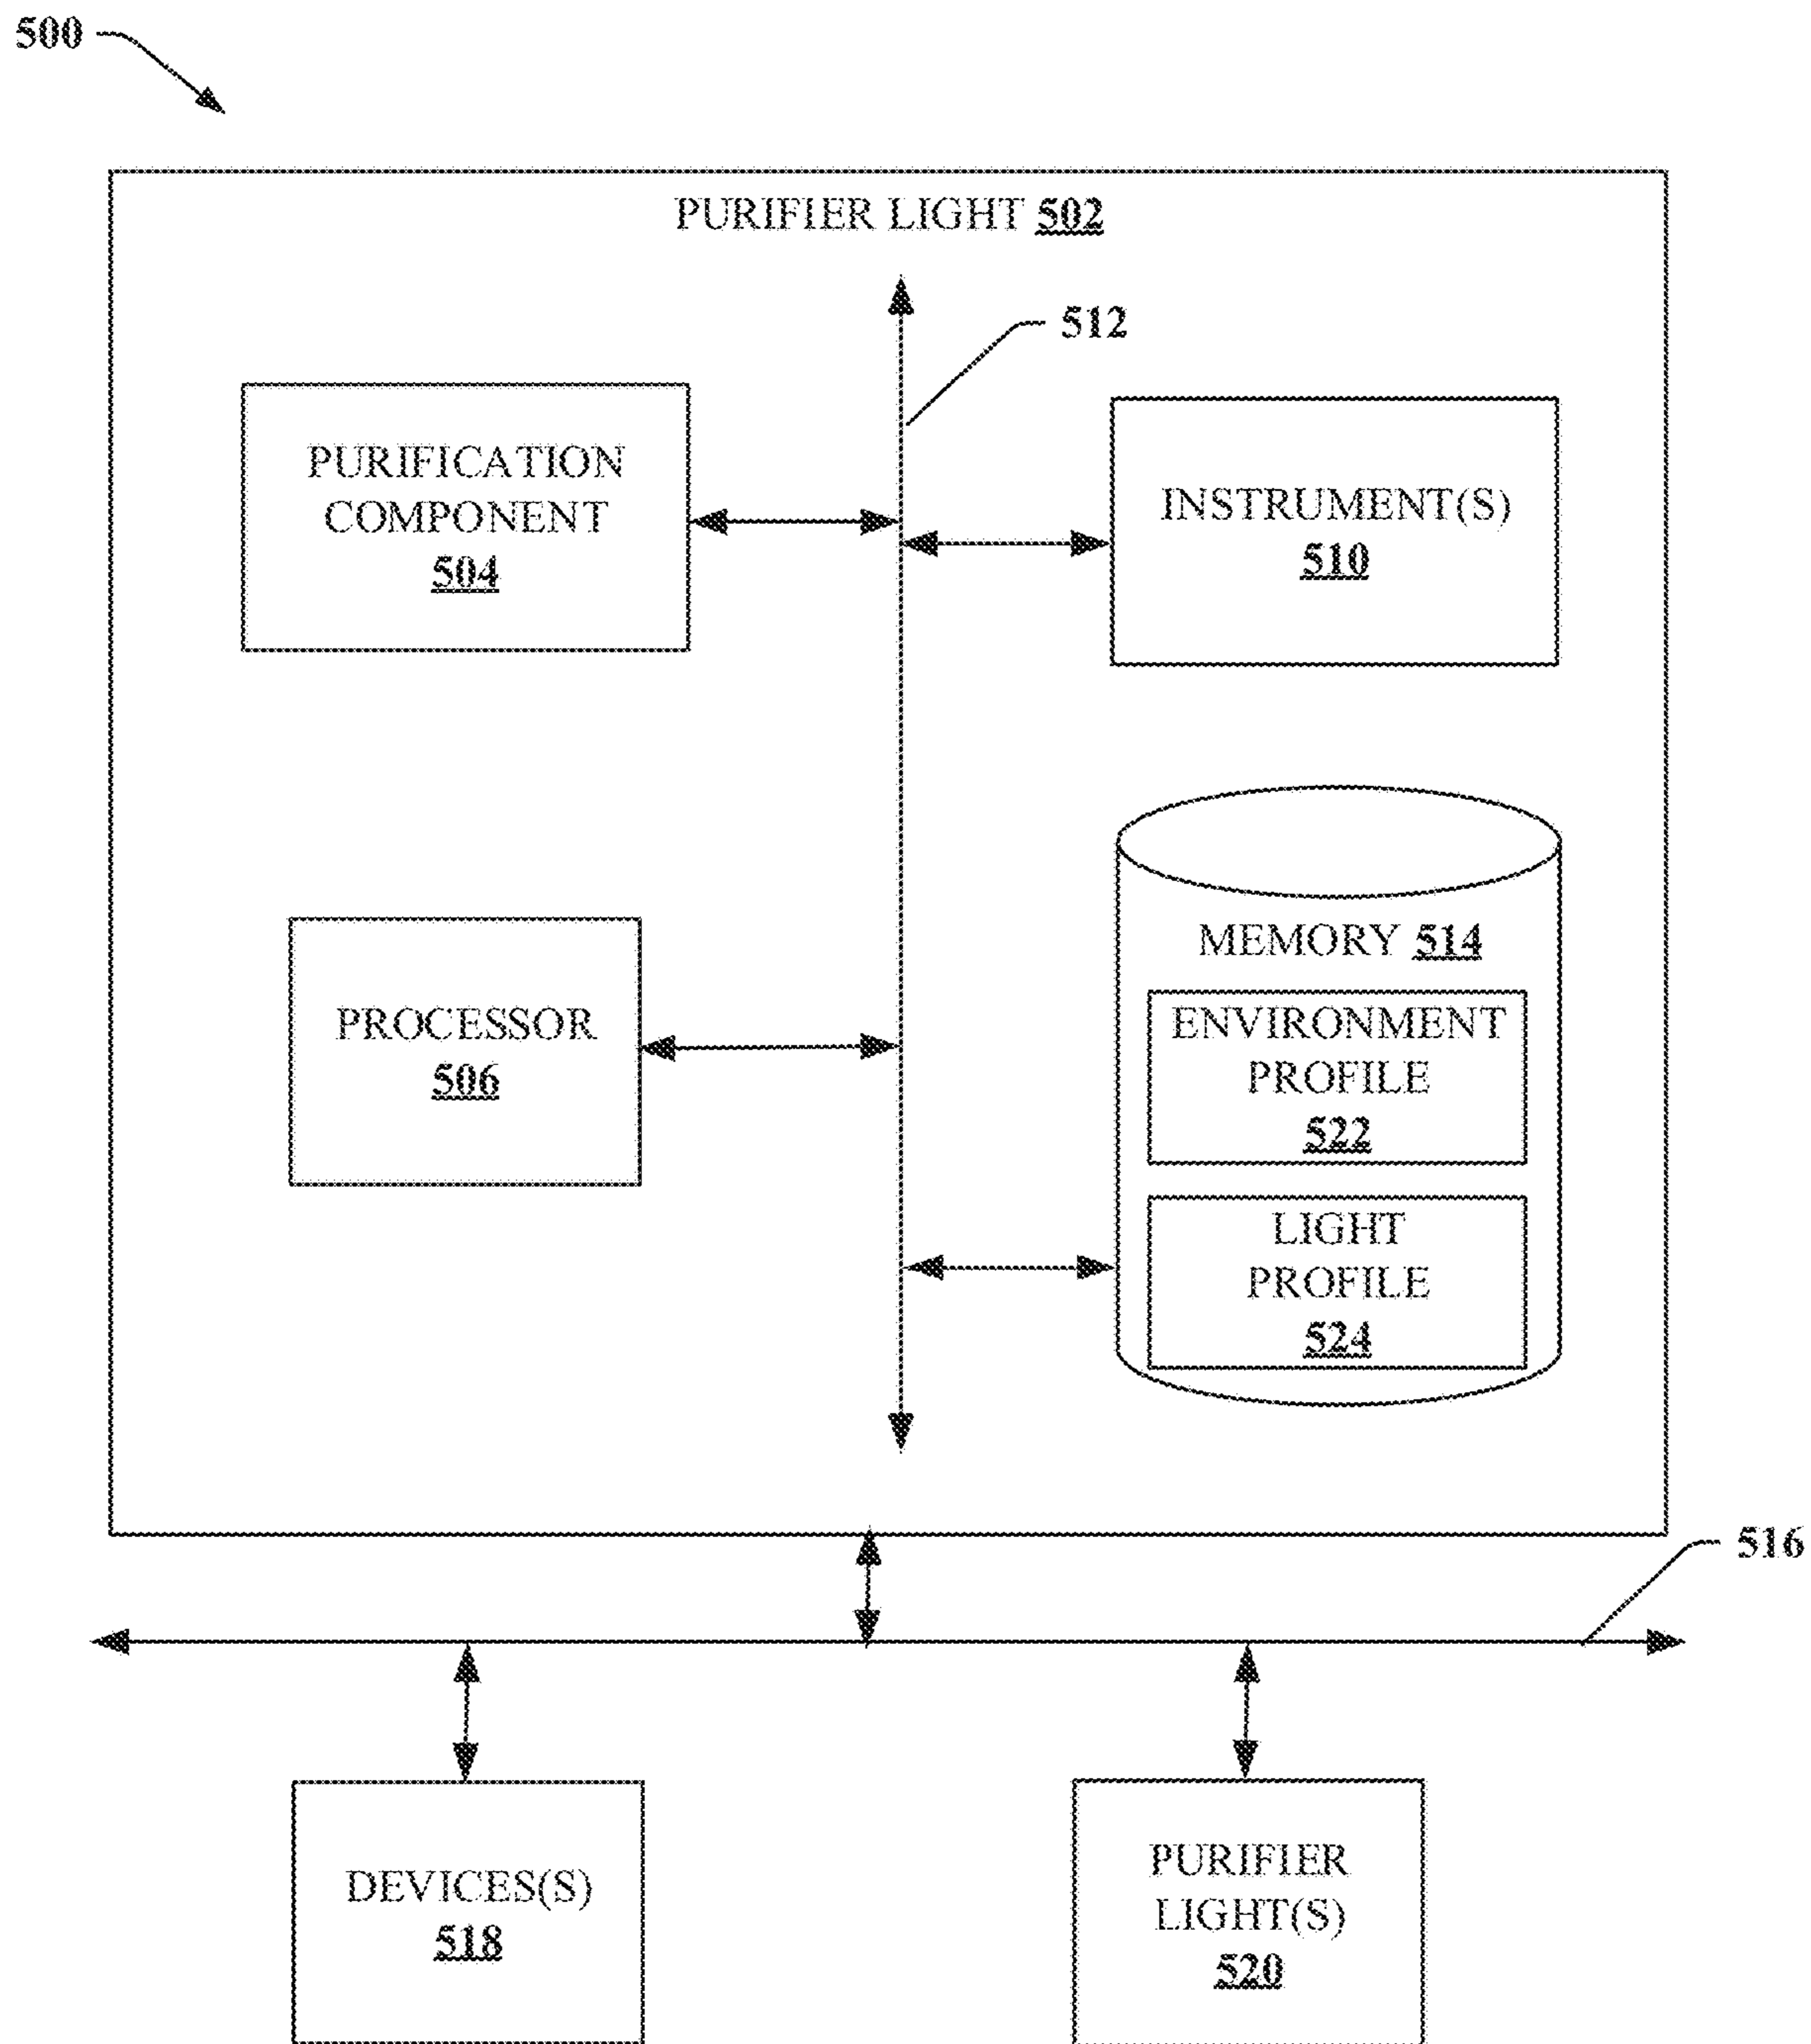 500
PURIFIER LIGHT 502
512
PURIFICATION
COMPONENT
504
INSTRUMENT(S)
510
MEMORY 514
PROCESSOR
506
ENVIRONMENT
PROFILE
522
LIGHT
PROFILE
524
516
DEVICES(S)
518
PURIFIER
LIGHT(S)
520